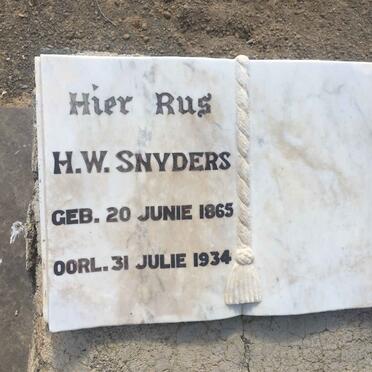 Hier Rus
H.W. SNYDERS
GEB. 20 JUNIE 1865
OORL. 31 JULIE 1934